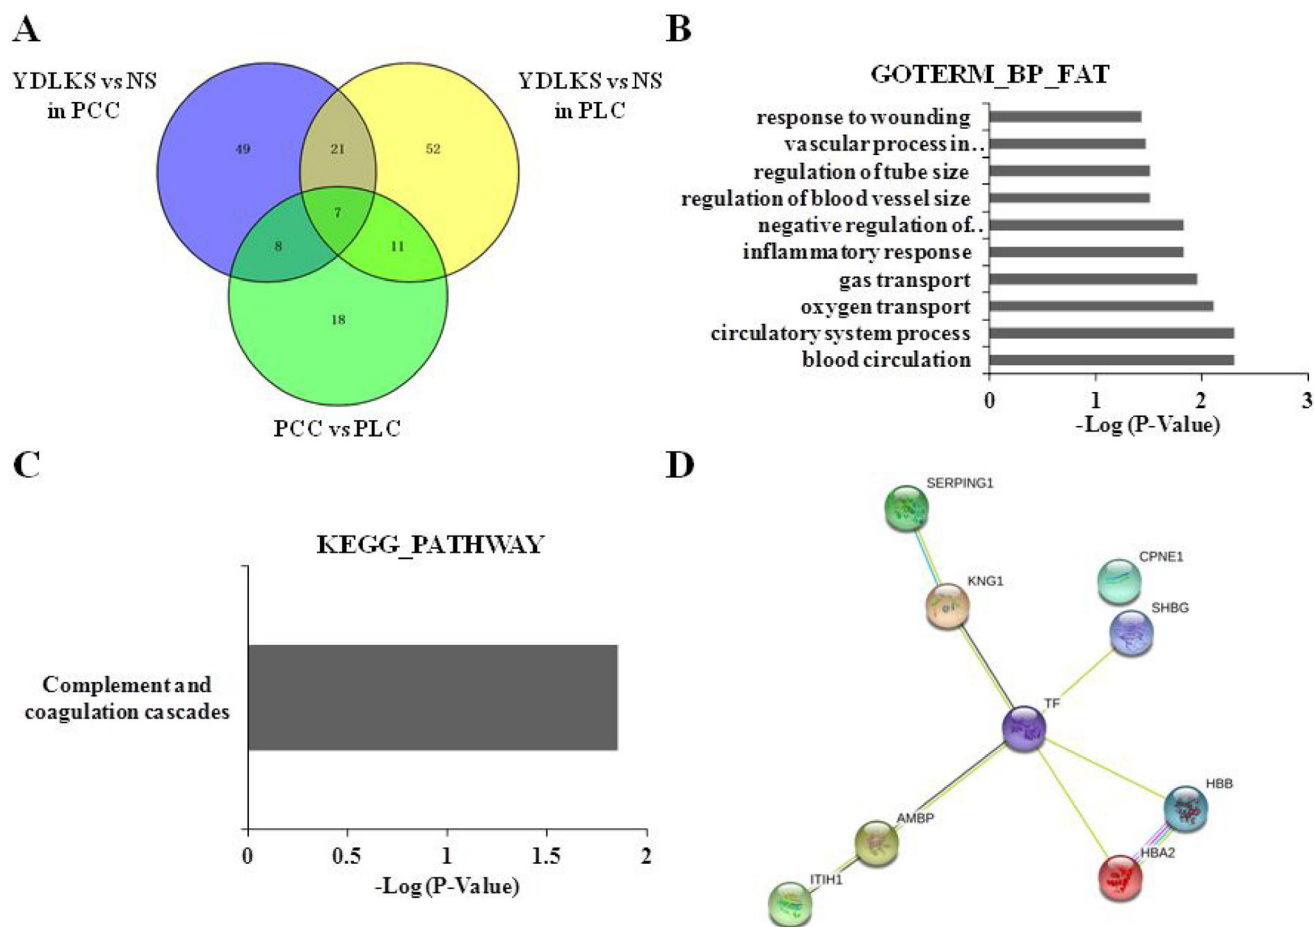 A
YDLKS vs NS
in PCC
YDLKS vs NS
in PLC
49
21
52
7
8
11
18
PCC vs PLC
B
GOTERM_BP_FAT
response to wounding
vascular process in..
regulation of tube size
regulation of blood vessel size
negative regulation of..
inflammatory response
gas transport
oxygen transport
circulatory system process
blood circulation
0
1
2
3
-Log (P-Value)
C
KEGG_PATHWAY
Complement and
coagulation cascades
0
0.5
1
1.5
2
-Log (P-Value)
D
SERPING1
CPNE1
KNG1
SHBG
TF
HBB
AMBP
HBA2
ITIH1